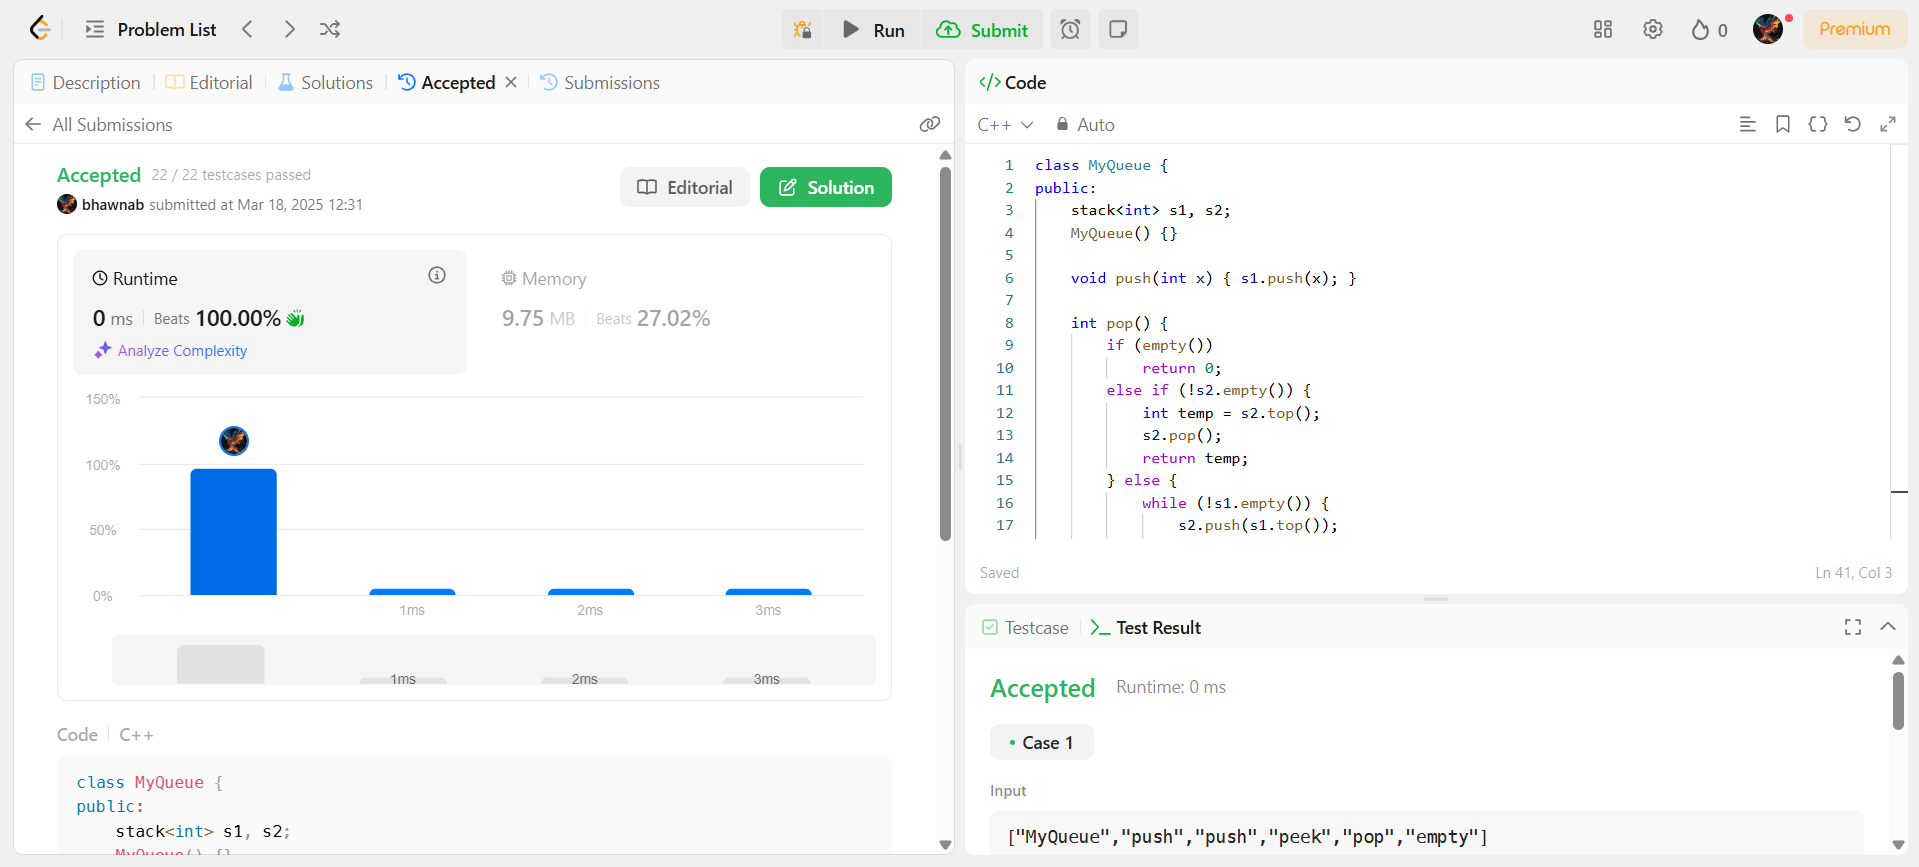 Problem List
Run
Submit
0
Premium
Description
Editorial
Solutions
Accepted
Submissions
All Submissions
Accepted 22 / 22 testcases passed
bhawnab submitted at Mar 18, 2025 12:31
Editorial
Solution
Runtime
0 ms Beats 100.00%
Analyze Complexity
Memory
9.75 MB Beats 27.02%
150%
100%
50%
0%
1ms 2ms 3ms
1ms 2ms 3ms
Code C++
class MyQueue {
public:
stack<int> s1, s2;
MyQueue() {}
Code
C++ Auto
1 class MyQueue {
2 public:
3 stack<int> s1, s2;
4 MyQueue() {}
5
6 void push(int x) { s1.push(x); }
7
8 int pop() {
9 if (empty())
10 return 0;
11 else if (!s2.empty()) {
12 int temp = s2.top();
13 s2.pop();
14 return temp;
15 } else {
16 while (!s1.empty()) {
17 s2.push(s1.top());
Saved
Ln 41, Col 3
Testcase
Test Result
Accepted Runtime: 0 ms
• Case 1
Input
["MyQueue","push","push","peek","pop","empty"]